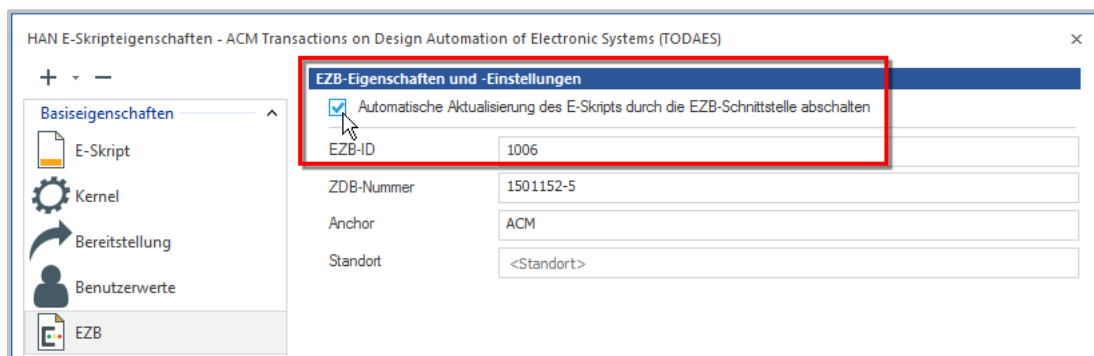 HAN E-Skripteigenschaften - ACM Transactions on Design Automation of Electronic Systems (TODAES)
EZB-Eigenschaften und -Einstellungen
Basiseigenschaften
Automatische Aktualisierung des E-Skripts durch die EZB-Schnittstelle abschalten
E-Skript
EZB-ID 1006
Kernel
ZDB-Nummer 1501152-5
Anchor ACM
Bereitstellung
Standort <Standort>
Benutzerwerte
EZB